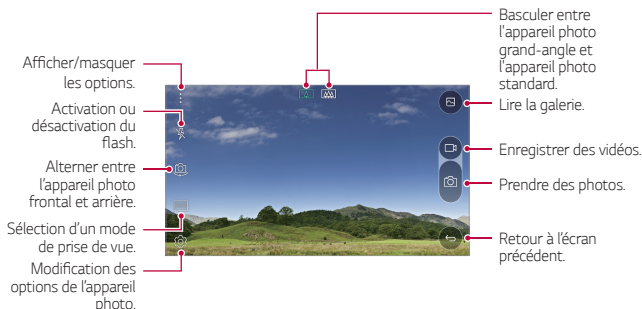 Basculer entre
l'appareil photo
grand-angle et
l'appareil photo
standard.
Afficher/masquer
les options.
Activation ou
désactivation du
flash.
Alterner entre
l'appareil photo
frontal et arrière.
Sélection d'un mode
de prise de vue.
Modification des
options de l'appareil
photo.
Lire la galerie.
Enregistrer des vidéos.
Prendre des photos.
Retour à l'écran
précédent.